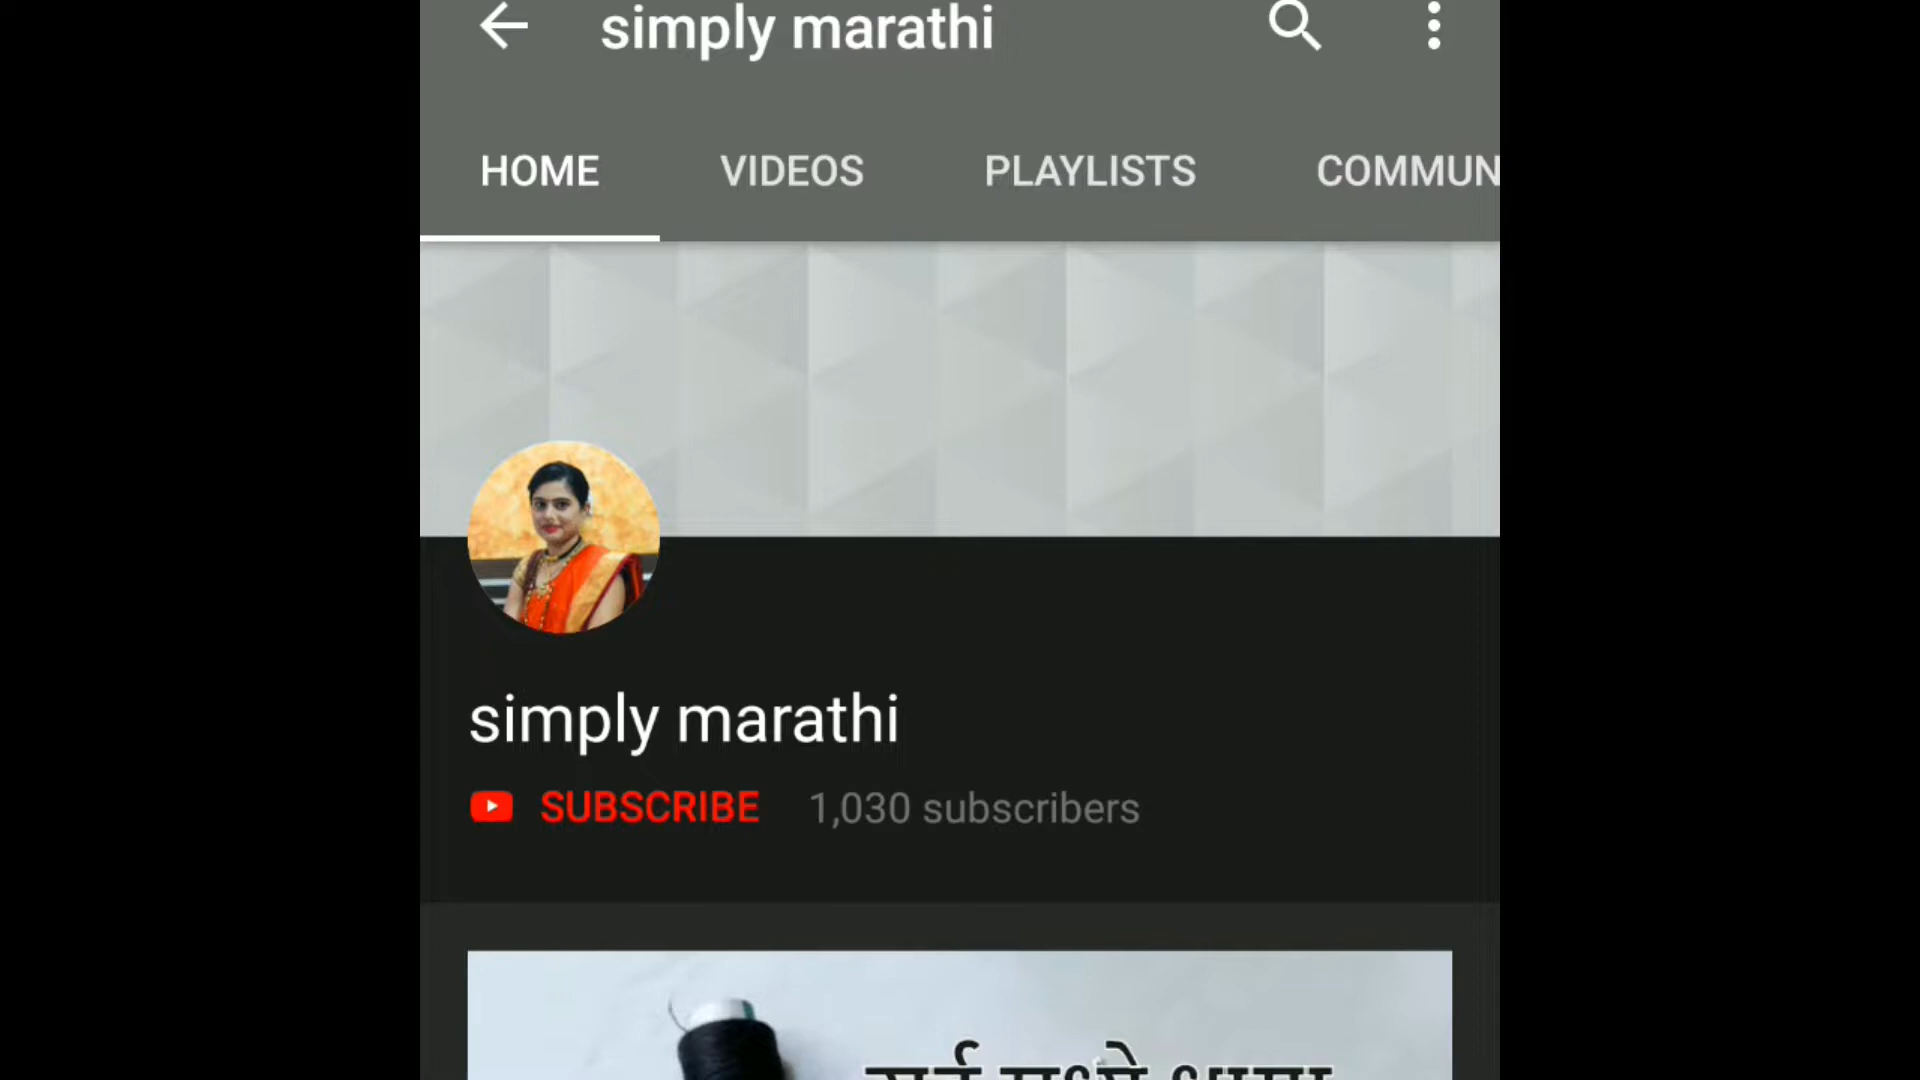 simply marathi
HOME VIDEOS PLAYLISTS COMMUN
simply marathi
SUBSCRIBE 1,030 subscribers